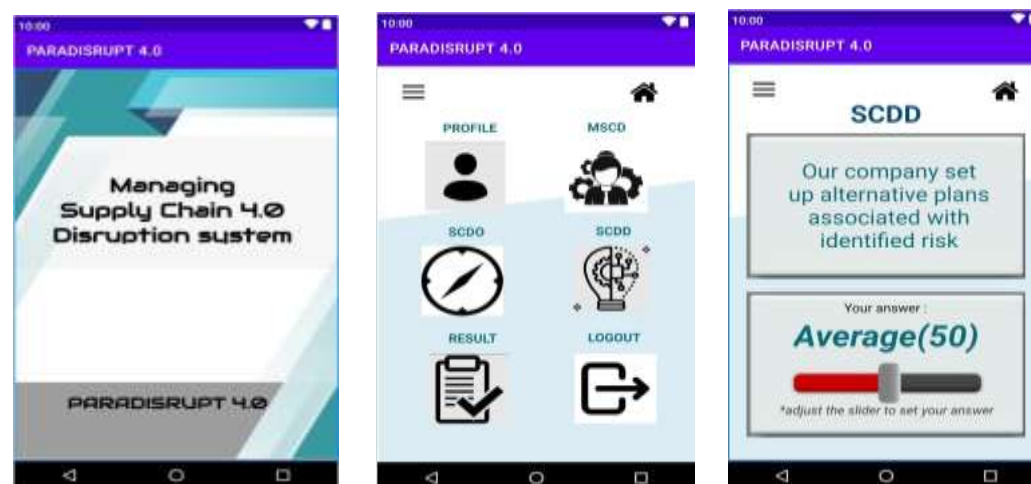 10:00
PARADISRUPT 4.0
Managing
Supply Chain 4.0
Disruption system
PARADISRUPT 4.0
10:00
PARADISRUPT 4.0
PROFILE
MSCD
SCDO
SCDD
RESULT
LOGOUT
10:00
PARADISRUPT 4.0
SCDD
Our company set
up alternative plans
associated with
identified risk
Your answer :
Average(50)
*adjust the slider to set your answer